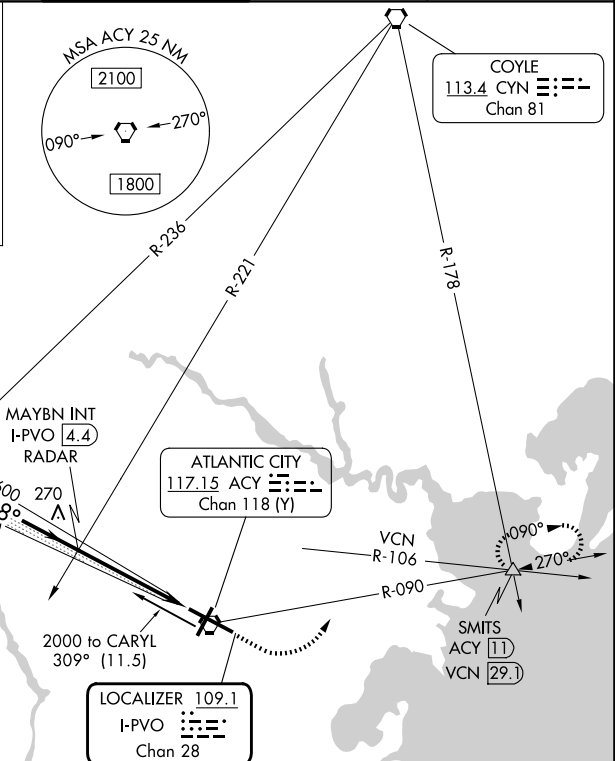 MSA ACY 25 NM
2100
090°
270°
1800
COYLE
113.4 CYN
Chan 81
R-236
R-221
R-178
MAYBN INT
I-PVO 4.4
RADAR
270
ATLANTIC CITY
117.15 ACY
Chan 118 (Y)
VCN
R-106
090°
270°
R-090
SMITS
ACY 11
VCN 29.1
2000 to CARYL
309° (11.5)
LOCALIZER 109.1
I-PVO
Chan 28